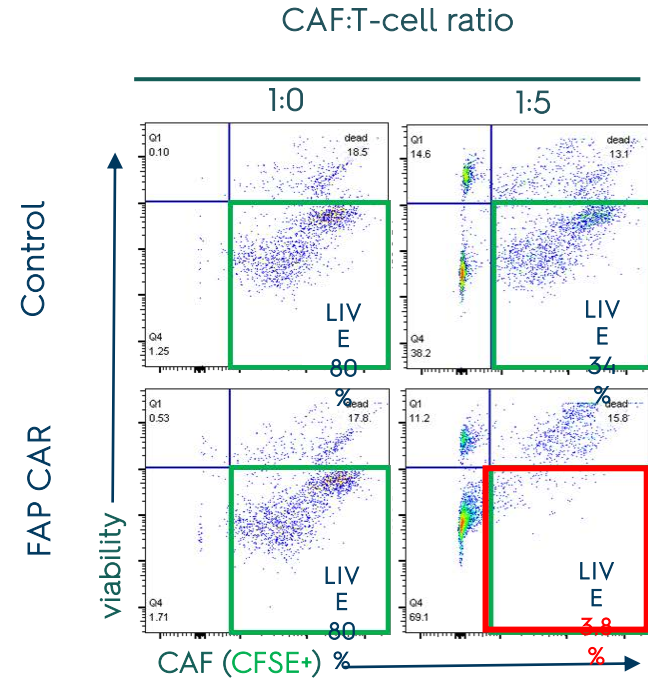 CAF:T-cell ratio
1:0
1:5
Control
Q1
0.10
dead
18.5
LIV
E
80
%
Q4
1.25
Q1
14.6
dead
13.1
LIV
E
34
%
Q4
38.2
FAP CAR
viability
Q1
0.53
dead
17.8
LIV
E
80
%
Q4
1.71
Q1
11.2
dead
15.8
LIV
E
3.8
%
Q4
69.1
CAF (CFSE+)